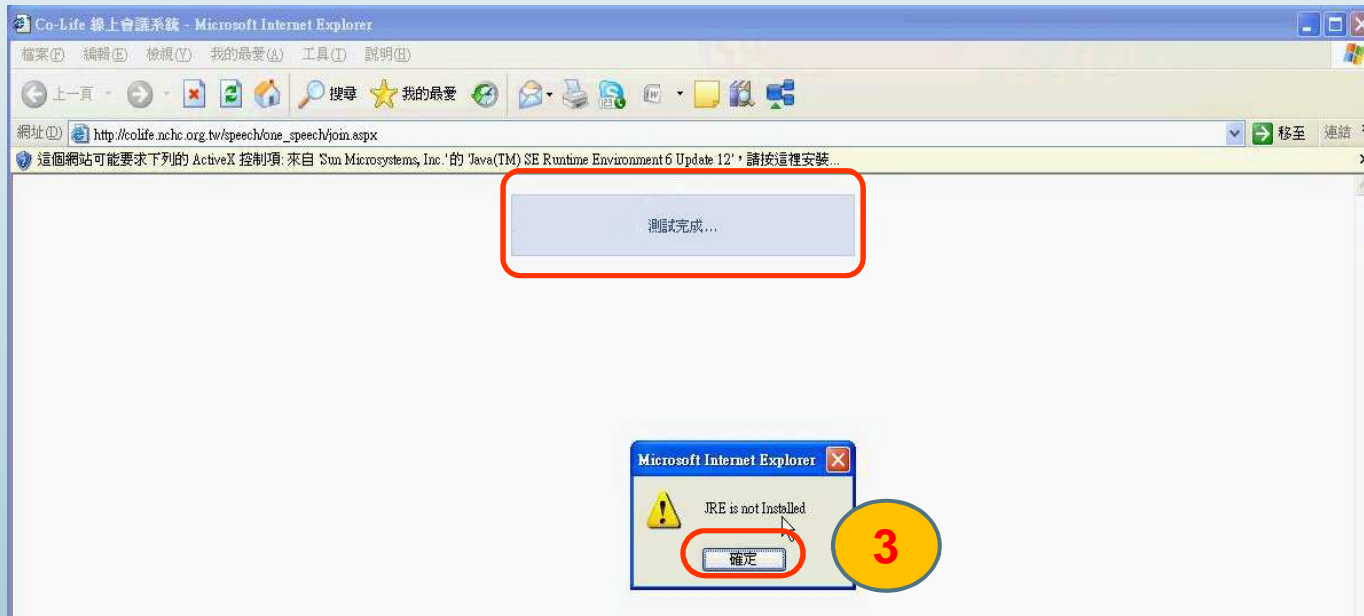 Co-Life 線上會議系統 - Microsoft Internet Explorer
檔案(F) 編輯(E) 檢視(V) 我的最愛(A) 工具(T) 說明(H)
上一頁 搜尋 我的最愛
網址(D) http://colife.nchc.org.tw/speech/one_speech/join.aspx 移至 連結
這個網站可能要求下列的 ActiveX 控制項: 來自 'Sun Microsystems, Inc.' 的 'Java(TM) SE Runtime Environment 6 Update 12'，請按這裡安裝...
測試完成...
Microsoft Internet Explorer
JRE is not Installed
確定
3